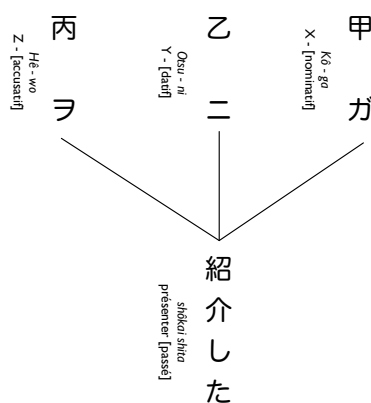 甲ガ
Kô - ga
X - [nominatif]
乙ニ
Otsu - ni
Y - [datif]
丙ヲ
Hê - wo
Z - [accusatif]
紹介した
shôkai shita
présenter [passé]